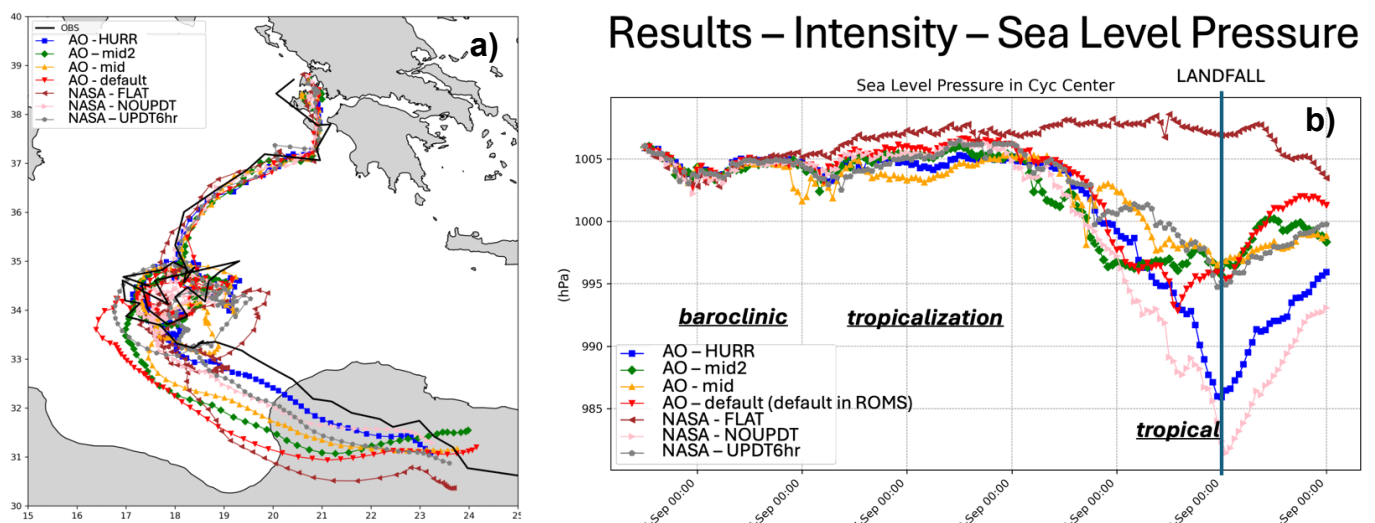 Results – Intensity – Sea Level Pressure
a)
OBS
AO - HURR
AO – mid2
AO - mid
AO - default
NASA - FLAT
NASA - NOUPDT
NASA – UPDT6hr
40
39
38
37
36
35
34
33
32
31
30
15 16 17 18 19 20 21 22 23 24 25
Sea Level Pressure in Cyc Center
LANDFALL
b)
1005
1000
995
990
985
(hPa)
baroclinic
tropicalization
tropical
AO – HURR
AO – mid2
AO - mid
AO – default (default in ROMS)
NASA - FLAT
NASA - NOUPDT
NASA – UPDT6hr
Sep 00:00
Sep 00:00
Sep 00:00
Sep 00:00
Sep 00:00
Sep 00:00